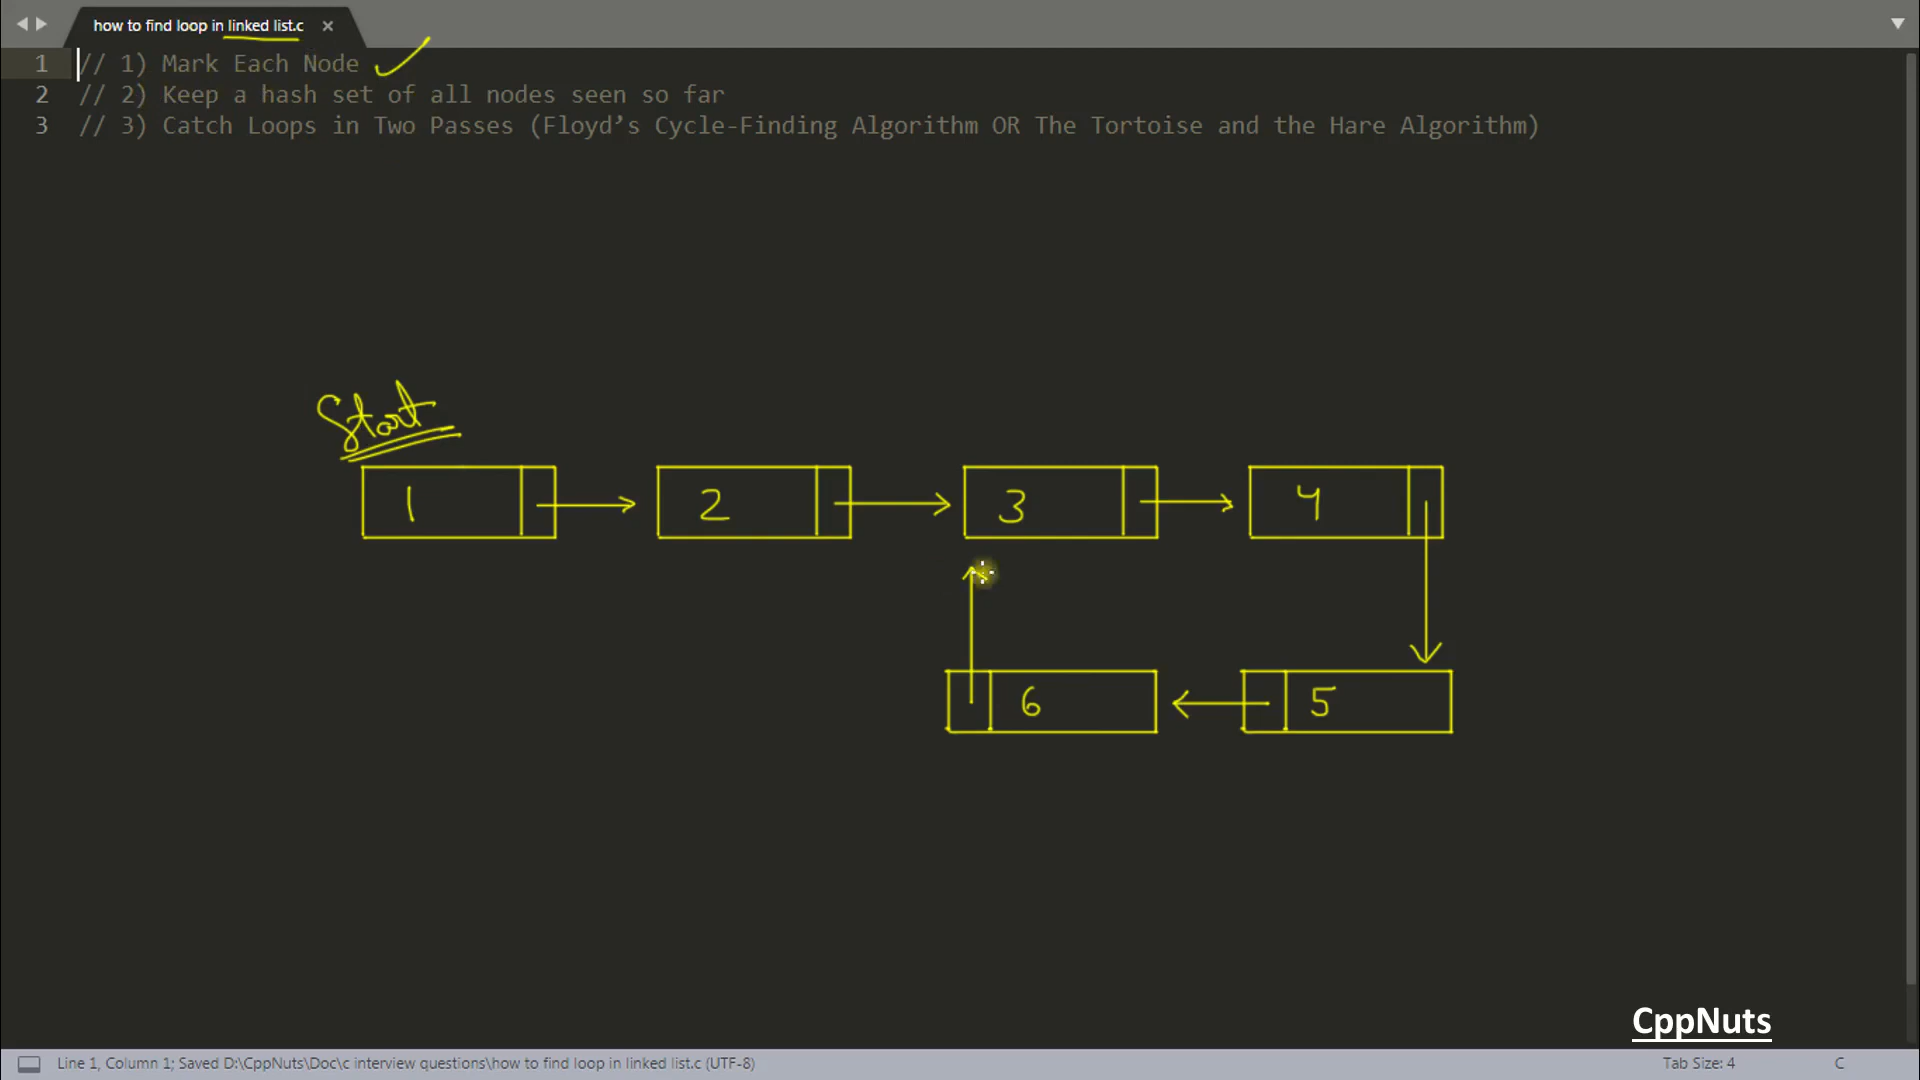 how to find loop in linked list.c ×
1 // 1) Mark Each Node
2 // 2) Keep a hash set of all nodes seen so far
3 // 3) Catch Loops in Two Passes (Floyd’s Cycle-Finding Algorithm OR The Tortoise and the Hare Algorithm)
Start
1 2 3 4
6 5
CppNuts
Line 1, Column 1; Saved D:\CppNuts\Doc\c interview questions\how to find loop in linked list.c (UTF-8) Tab Size: 4 C